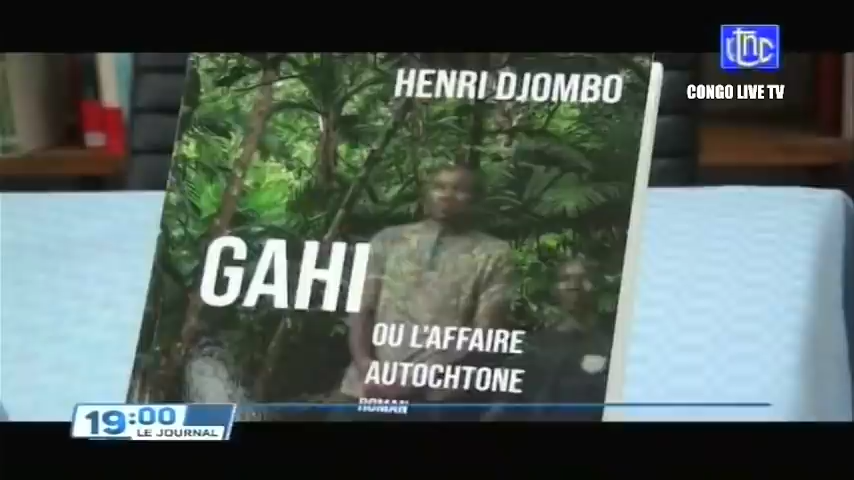 CONGO LIVE TV
HENRI DJOMBO
GAHI
OU L'AFFAIRE
AUTOCHTONE
ROMAN
19:00
LE JOURNAL